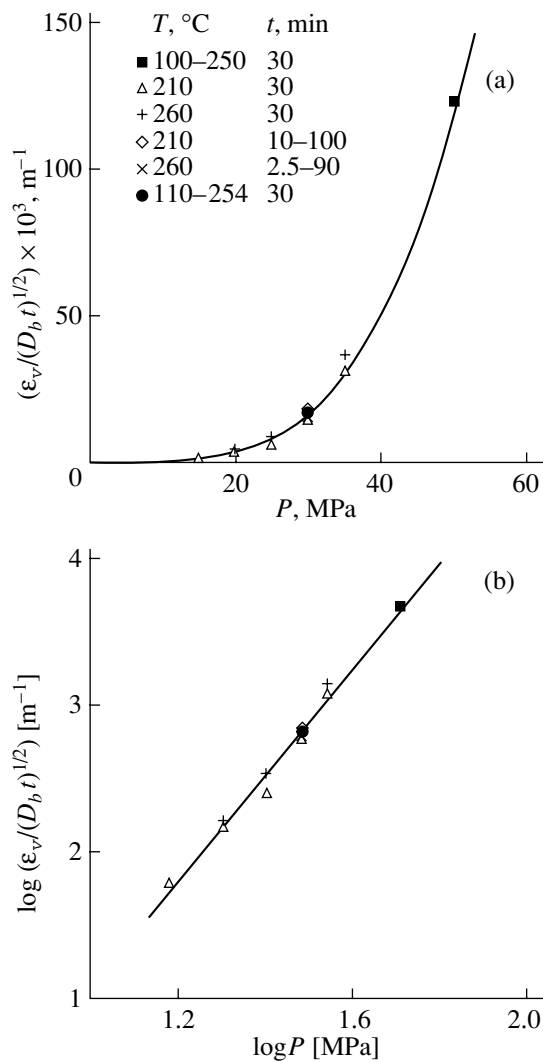 150
T, °C t, min
■ 100–250 30
△ 210 30
+ 260 30
◇ 210 10–100
× 260 2.5–90
● 110–254 30
(a)
100
50
0
20
40
60
(ε_v/(D_b t)^{1/2}) × 10^3, m^{−1}
P, MPa
4
(b)
3
2
1
1.2
1.6
2.0
log (ε_v/(D_b t)^{1/2}) [m^{−1}]
logP [MPa]